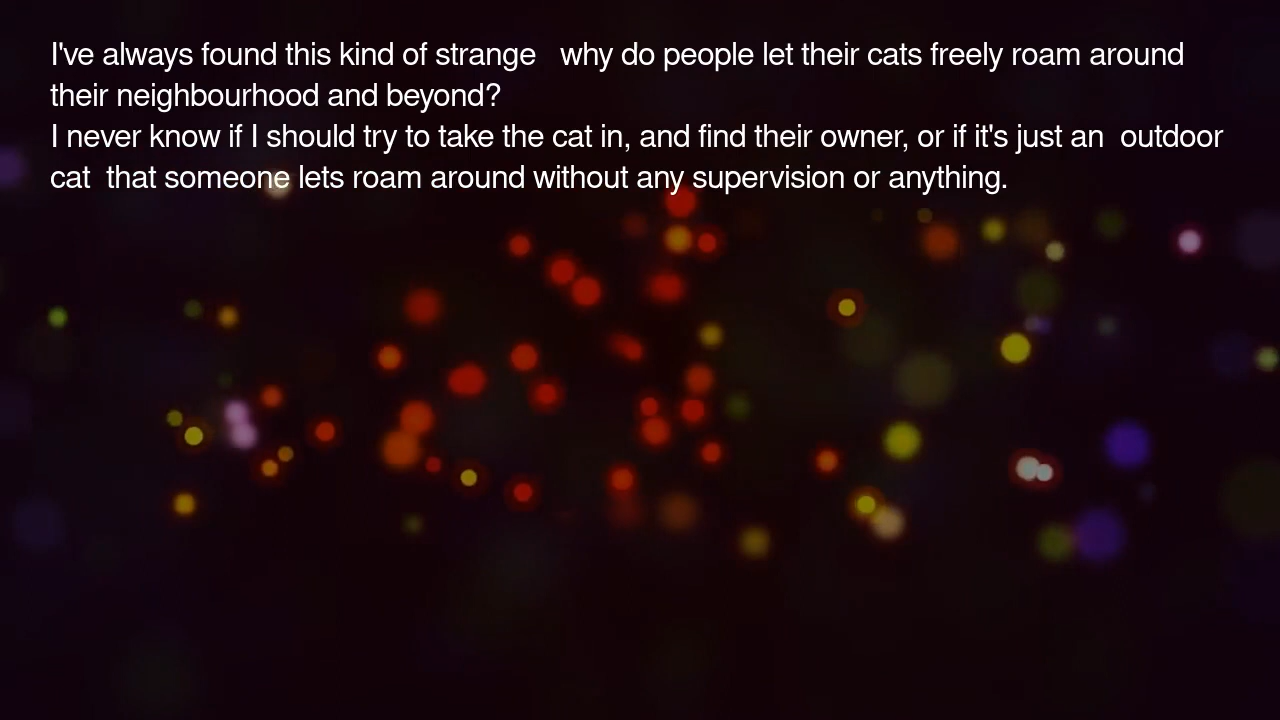 I've always found this kind of strange   why do people let their cats freely roam around
their neighbourhood and beyond?
I never know if I should try to take the cat in, and find their owner, or if it's just an  outdoor
cat  that someone lets roam around without any supervision or anything.